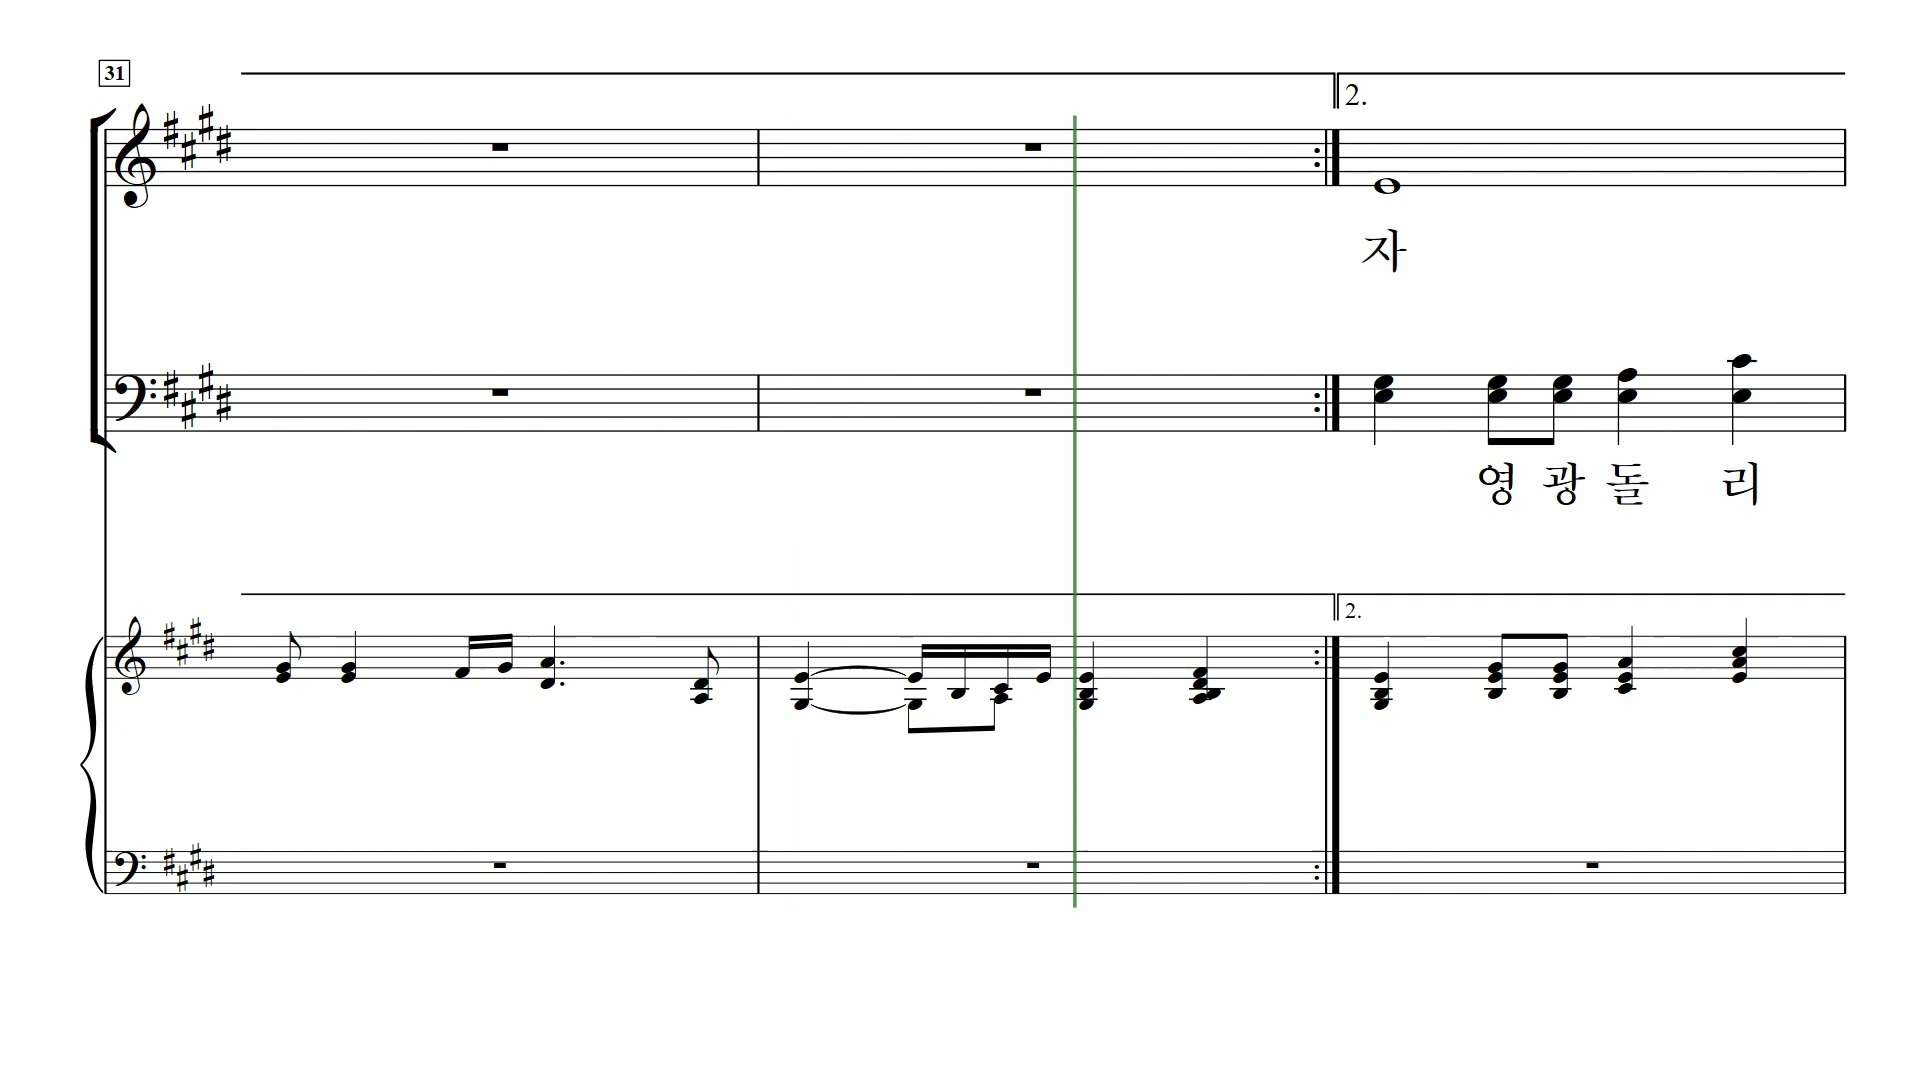 31
2.
자
영 광 돌 리
2.